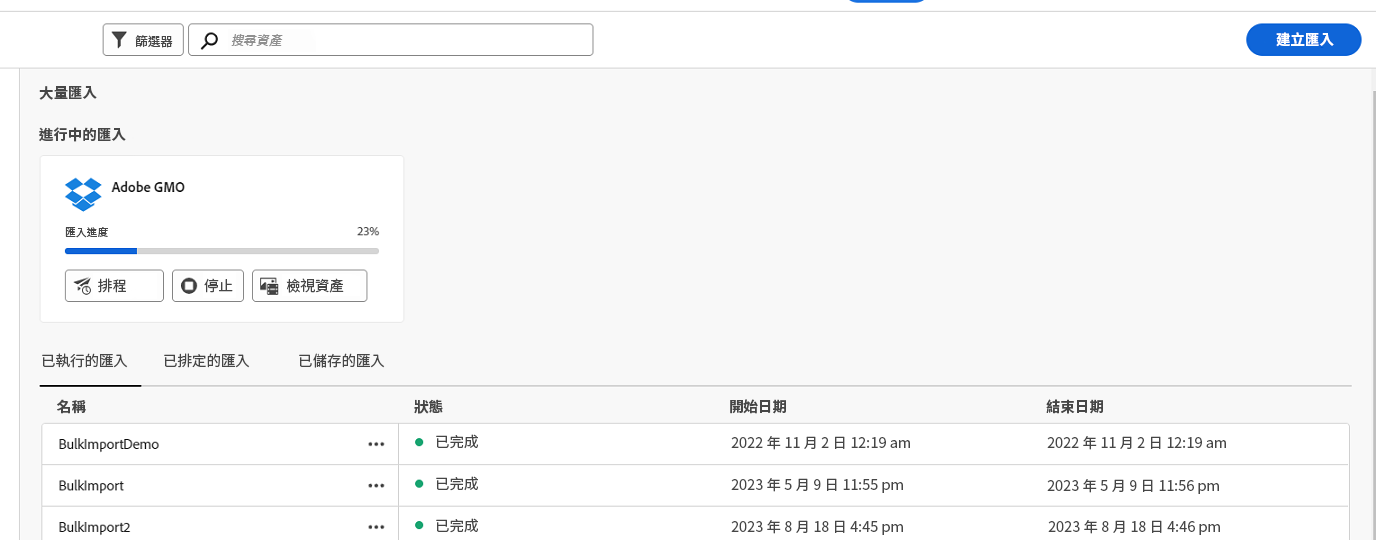 篩選器 搜尋資產 建立匯入
大量匯入
進行中的匯入
Adobe GMO
匯入進度 23%
排程 停止 檢視資產
已執行的匯入 已排定的匯入 已儲存的匯入
名稱 狀態 開始日期 結束日期
BulkImportDemo 已完成 2022 年 11 月 2 日 12:19 am 2022 年 11 月 2 日 12:19 am
BulkImport 已完成 2023 年 5 月 9 日 11:55 pm 2023 年 5 月 9 日 11:56 pm
BulkImport2 已完成 2023 年 8 月 18 日 4:45 pm 2023 年 8 月 18 日 4:46 pm